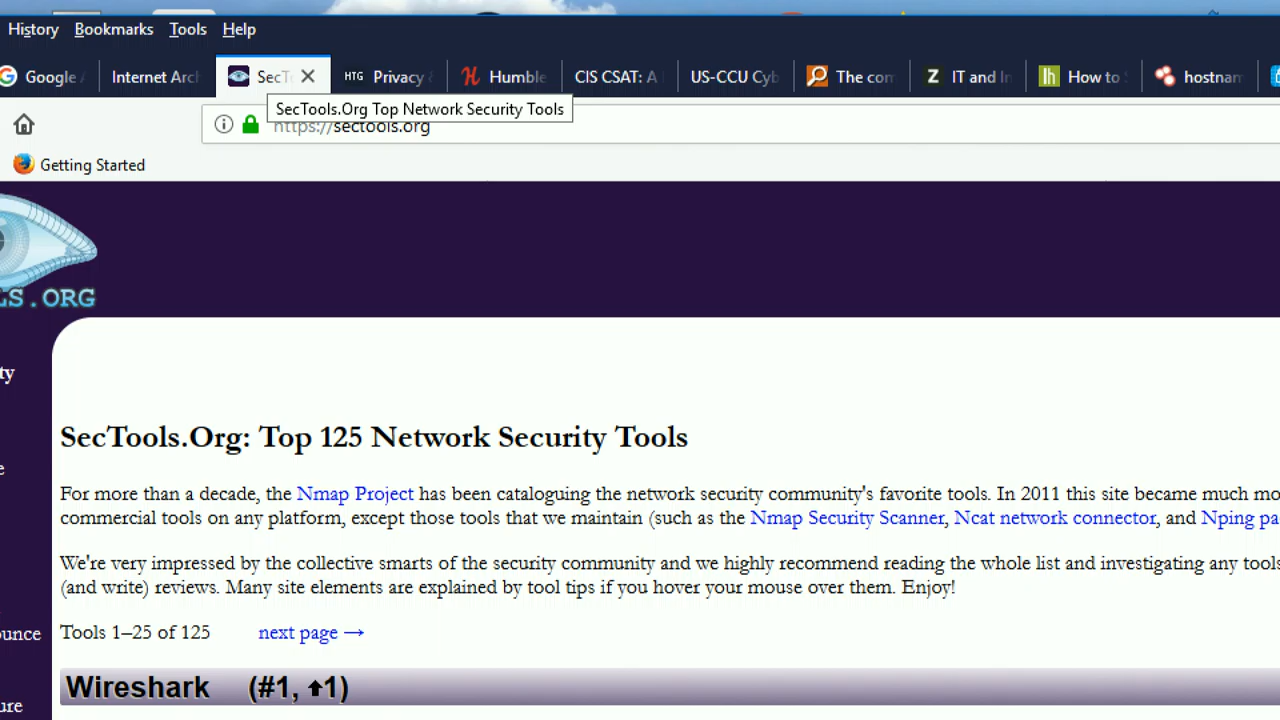 History Bookmarks Tools Help
Google Internet Arc SecT HTG Privacy Humble CIS CSAT: A US-CCU Cyb The con Z IT and In lh How to hostnam
SecTools.Org Top Network Security Tools
https://sectools.org
Getting Started
LS.ORG
ty
SecTools.Org: Top 125 Network Security Tools
e
For more than a decade, the Nmap Project has been cataloguing the network security community's favorite tools. In 2011 this site became much mo
commercial tools on any platform, except those tools that we maintain (such as the Nmap Security Scanner, Ncat network connector, and Nping pa
We're very impressed by the collective smarts of the security community and we highly recommend reading the whole list and investigating any tools
(and write) reviews. Many site elements are explained by tool tips if you hover your mouse over them. Enjoy!
ounce
Tools 1–25 of 125 next page →
Wireshark (#1, ↑1)
ure